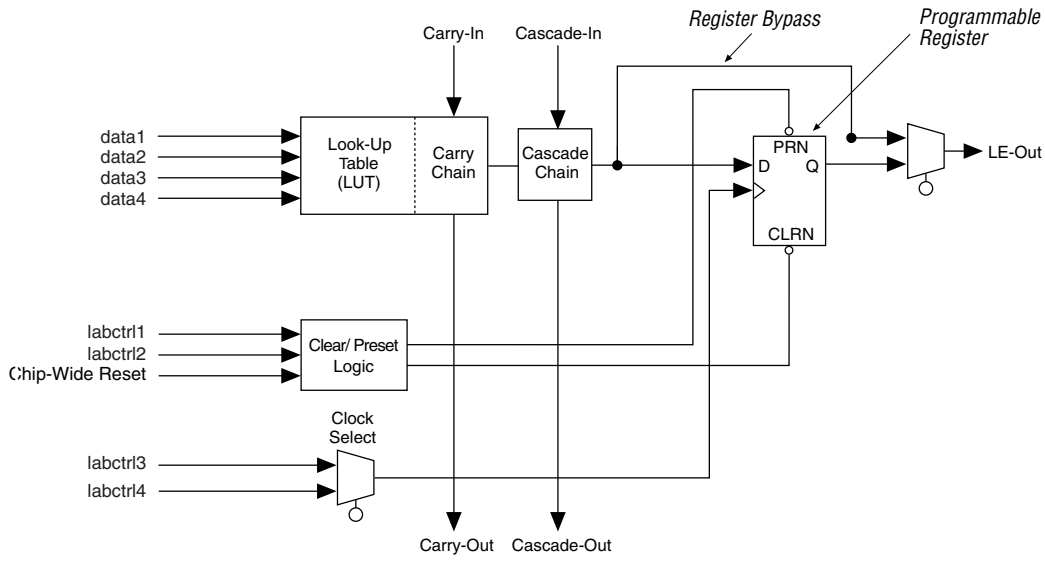 Register Bypass
Programmable
Register
Carry-In
Cascade-In
data1
data2
data3
data4
Look-Up
Table
(LUT)
Carry
Chain
Cascade
Chain
PRN
D
Q
CLRN
LE-Out
labctrl1
labctrl2
Chip-Wide Reset
Clear/ Preset
Logic
Clock
Select
labctrl3
labctrl4
Carry-Out
Cascade-Out